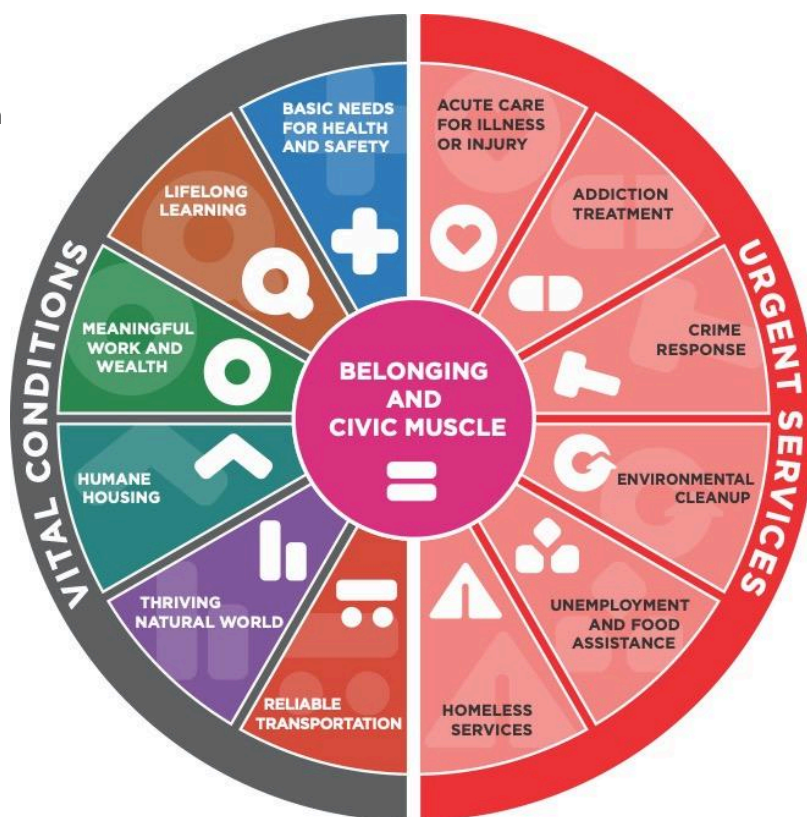 VITAL CONDITIONS
BASIC NEEDS
FOR HEALTH
AND SAFETY
LIFELONG
LEARNING
MEANINGFUL
WORK AND
WEALTH
HUMANE
HOUSING
THRIVING
NATURAL WORLD
RELIABLE
TRANSPORTATION
BELONGING
AND
CIVIC MUSCLE
URGENT SERVICES
ACUTE CARE
FOR ILLNESS
OR INJURY
ADDICTION
TREATMENT
CRIME
RESPONSE
ENVIRONMENTAL
CLEANUP
UNEMPLOYMENT
AND FOOD
ASSISTANCE
HOMELESS
SERVICES